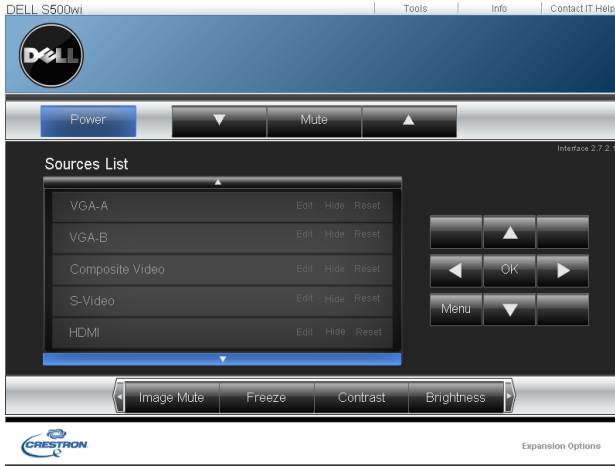 DELL S500wi Tools Info Contact IT Help
DELL
Power Mute
Interface 2.7.2.1
Sources List
VGA-A Edit Hide Reset
VGA-B Edit Hide Reset
Composite Video Edit Hide Reset
S-Video Edit Hide Reset
HDMI Edit Hide Reset
OK
Menu
Image Mute Freeze Contrast Brightness
CRESTRON Expansion Options